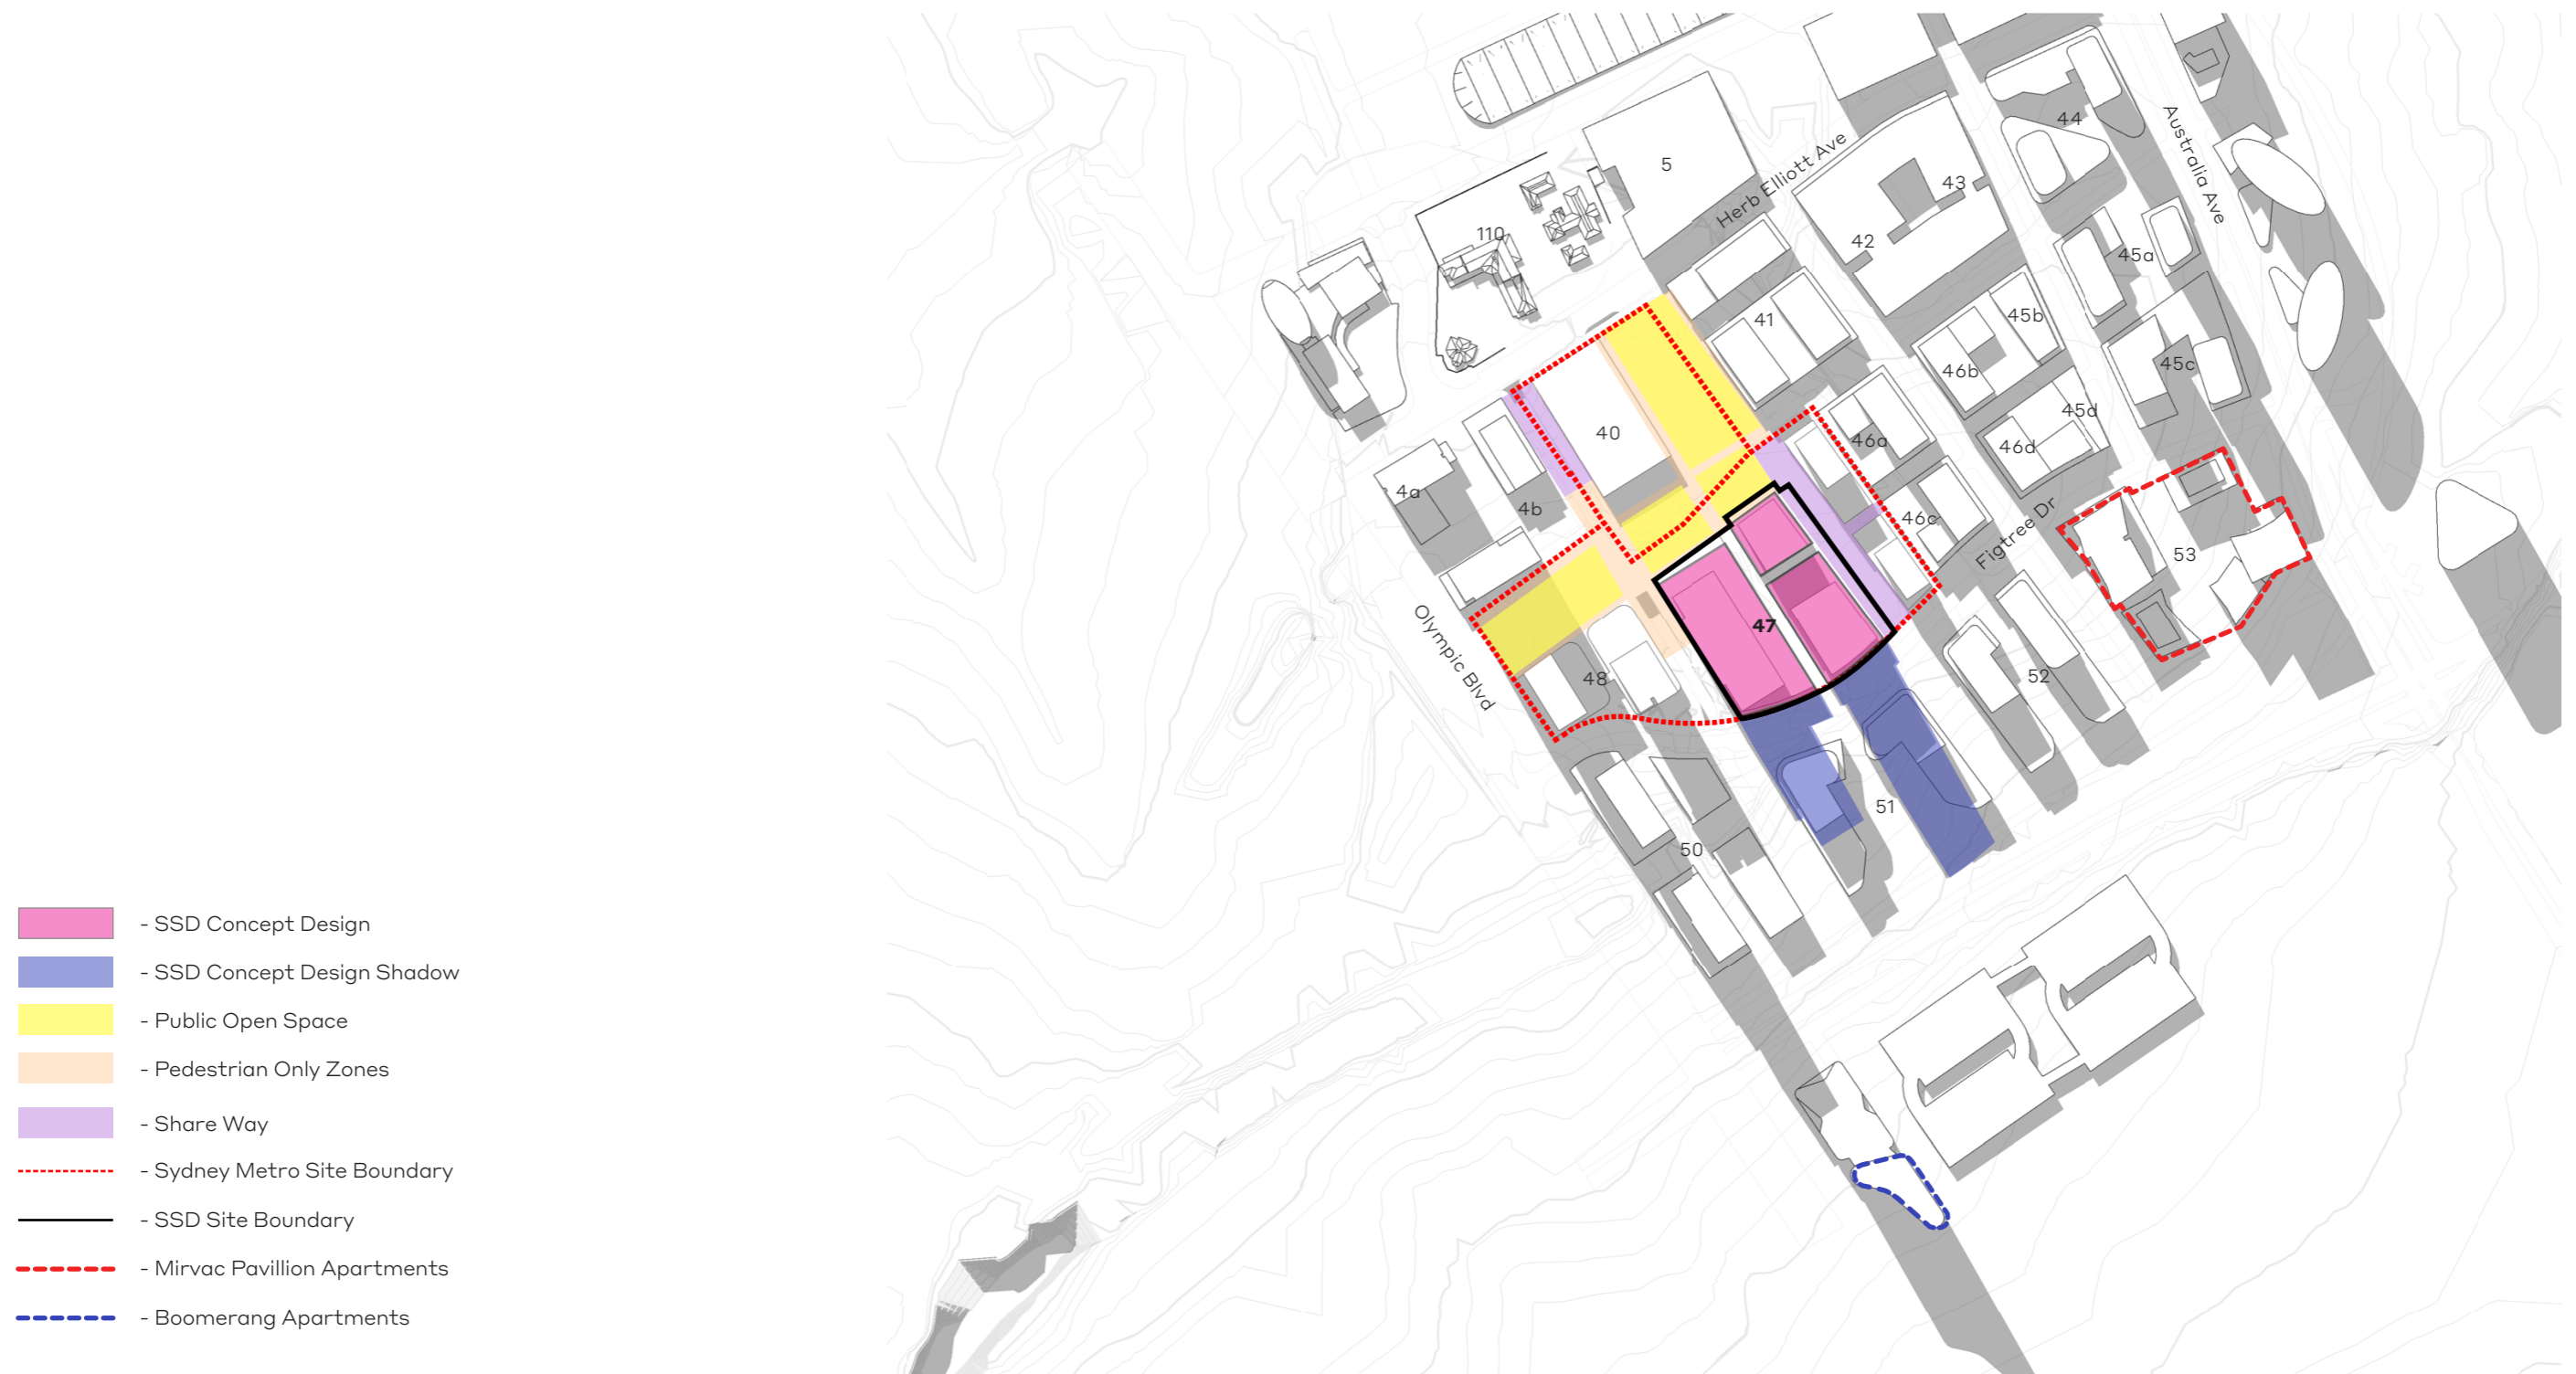 44
Australia Ave
5
Herb Elliott Ave
43
110
42
45a
41
45b
45c
46b
45d
40
46a
46d
4a
4b
46c
Figtree Dr
53
47
Olympic Blvd
48
52
51
50
- SSD Concept Design
- SSD Concept Design Shadow
- Public Open Space
- Pedestrian Only Zones
- Share Way
- Sydney Metro Site Boundary
- SSD Site Boundary
- Mirvac Pavillion Apartments
- Boomerang Apartments